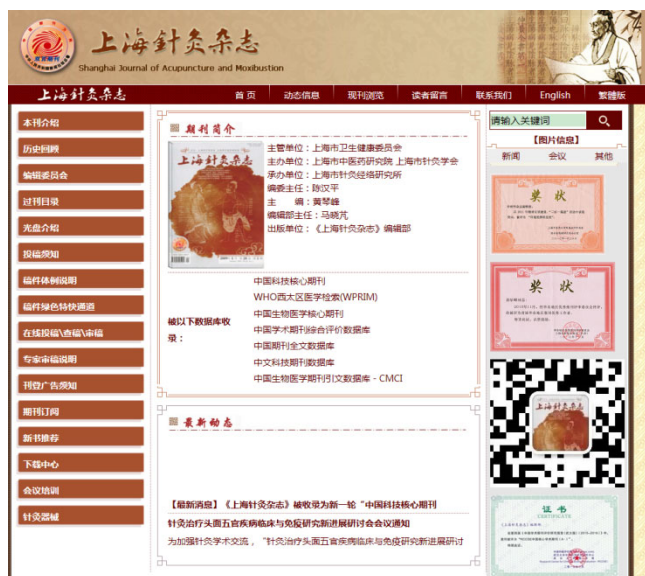 上海針灸杂志
Shanghai Journal of Acupuncture and Moxibustion
上海針灸杂志
首 页 动态信息 现刊浏览 读者留言 联系我们 English 繁體版
本刊介绍
历史回顾
编辑委员会
过刊目录
光盘介绍
投稿须知
稿件体例说明
稿件绿色特快通道
在线投稿\查稿\审稿
专家审稿说明
刊登广告须知
期刊订阅
新书推荐
下载中心
会议培训
针灸器械
期刊简介
上海針灸杂志
主管单位：上海市卫生健康委员会
主办单位：上海市中医药研究院 上海市针灸学会
承办单位：上海市针灸经络研究所
编委主任：陈汉平
主 编：黄琴峰
编辑部主任：马晓芃
出版单位：《上海针灸杂志》编辑部
被以下数据库收录：
中国科技核心期刊
WHO西太区医学检索(WPRIM)
中国生物医学核心期刊
中国学术期刊综合评价数据库
中国期刊全文数据库
中文科技期刊数据库
中国生物医学期刊引文数据库 - CMCI
最新动态
【最新消息】《上海针灸杂志》被收录为新一轮“中国科技核心期刊
针灸治疗头面五官疾病临床与免疫研究新进展研讨会会议通知
为加强针灸学术交流，“针灸治疗头面五官疾病临床与免疫研究新进展研讨
请输入关键词
【图片信息】
新闻 会议 其他
奖 状
奖 状
上海針灸杂志
证 书
CERTIFICATE